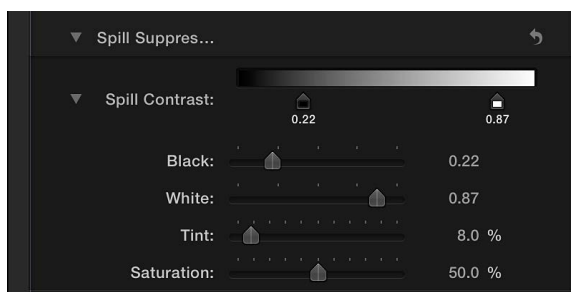 Spill Suppres...
Spill Contrast:
0.22 0.87
Black: 0.22
White: 0.87
Tint: 8.0 %
Saturation: 50.0 %